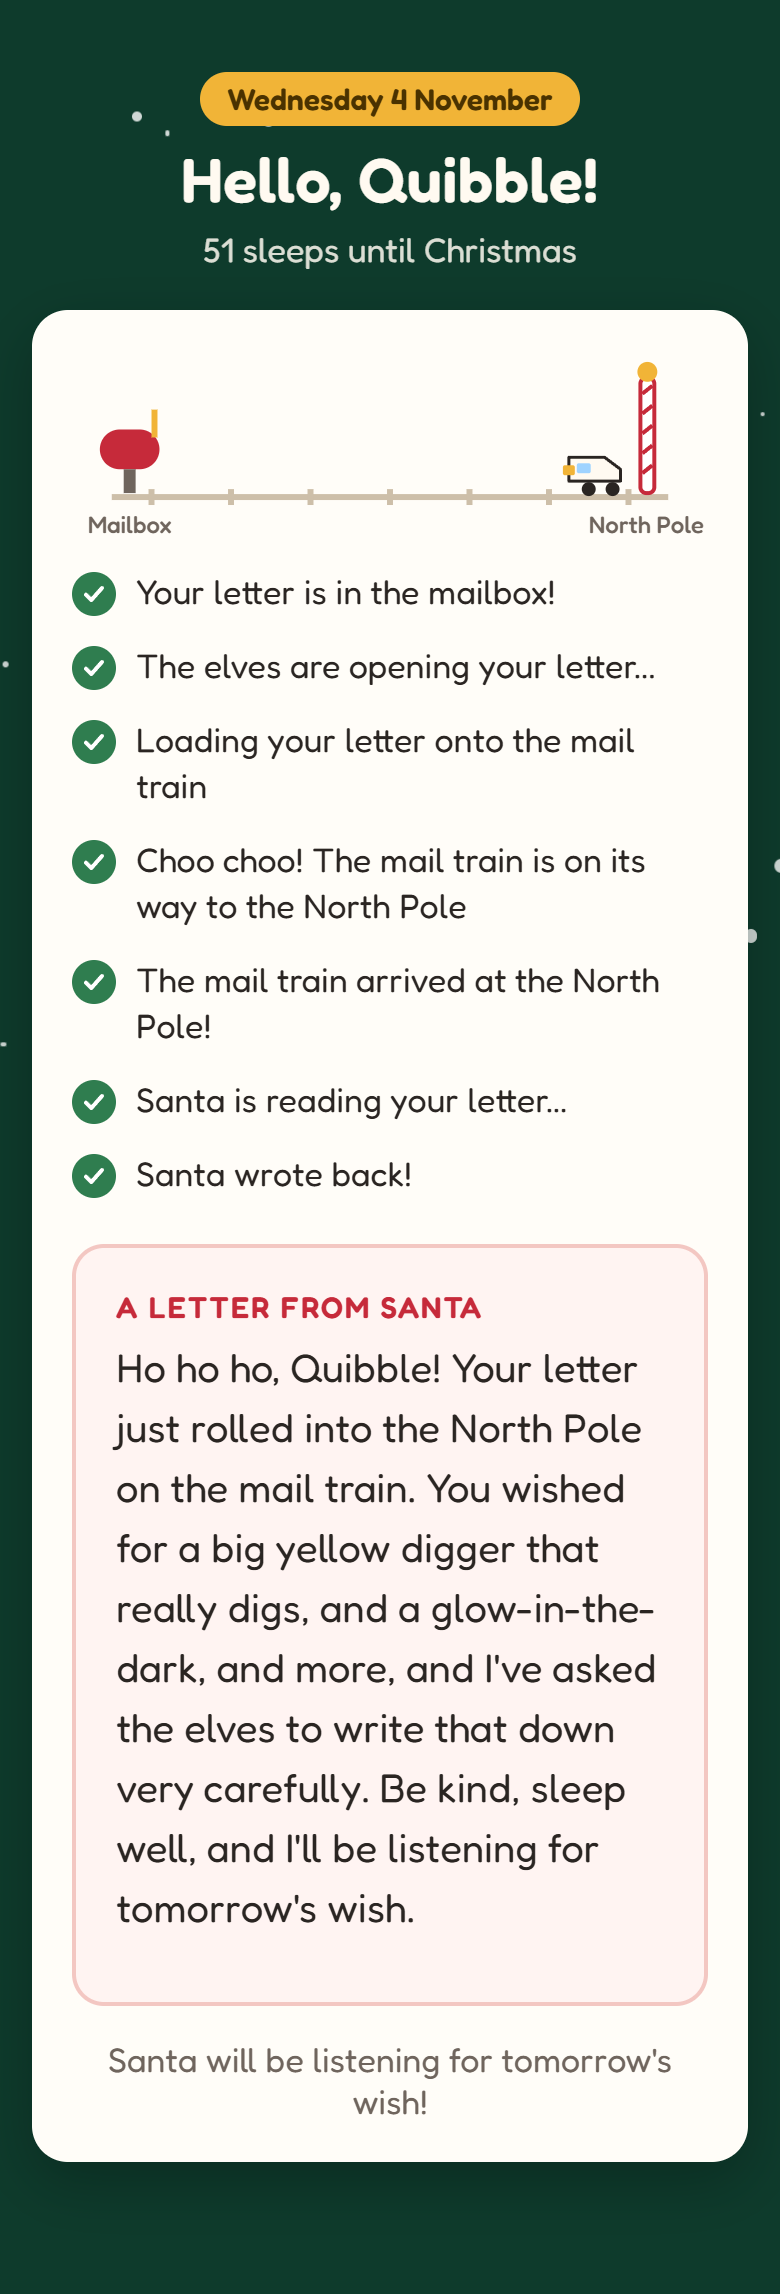 Wednesday 4 November
Hello, Quibble!
51 sleeps until Christmas
Mailbox
North Pole
Your letter is in the mailbox!
The elves are opening your letter...
Loading your letter onto the mail
train
Choo choo! The mail train is on its
way to the North Pole
The mail train arrived at the North
Pole!
Santa is reading your letter...
Santa wrote back!
A LETTER FROM SANTA
Ho ho ho, Quibble! Your letter
just rolled into the North Pole
on the mail train. You wished
for a big yellow digger that
really digs, and a glow-in-the-
dark, and more, and I've asked
the elves to write that down
very carefully. Be kind, sleep
well, and I'll be listening for
tomorrow's wish.
Santa will be listening for tomorrow's
wish!